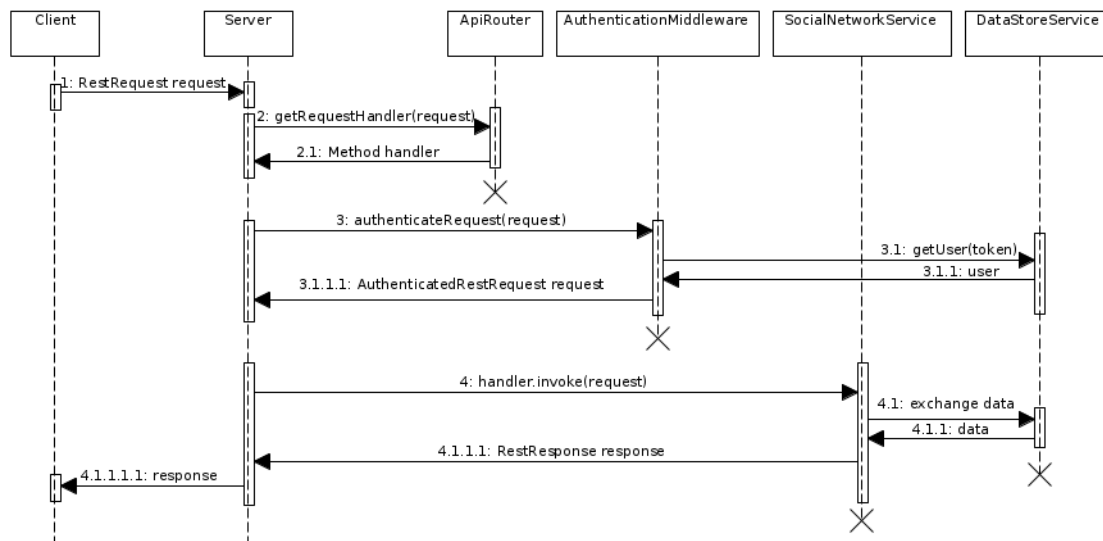 Client
Server
ApiRouter
AuthenticationMiddleware
SocialNetworkService
DataStoreService
1: RestRequest request
2: getRequestHandler(request)
2.1: Method handler
3: authenticateRequest(request)
3.1: getUser(token)
3.1.1: user
3.1.1.1: AuthenticatedRestRequest request
4: handler.invoke(request)
4.1: exchange data
4.1.1: data
4.1.1.1: RestResponse response
4.1.1.1.1: response